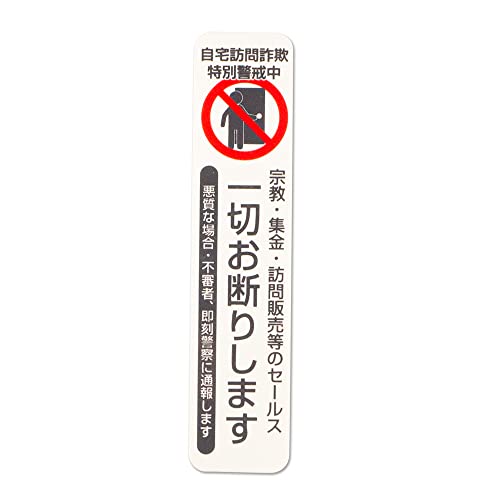 自宅訪問詐欺
特別警戒中
宗教・集金・訪問販売等のセールス
一切お断りします
悪質な場合・不審者、即刻警察に通報します